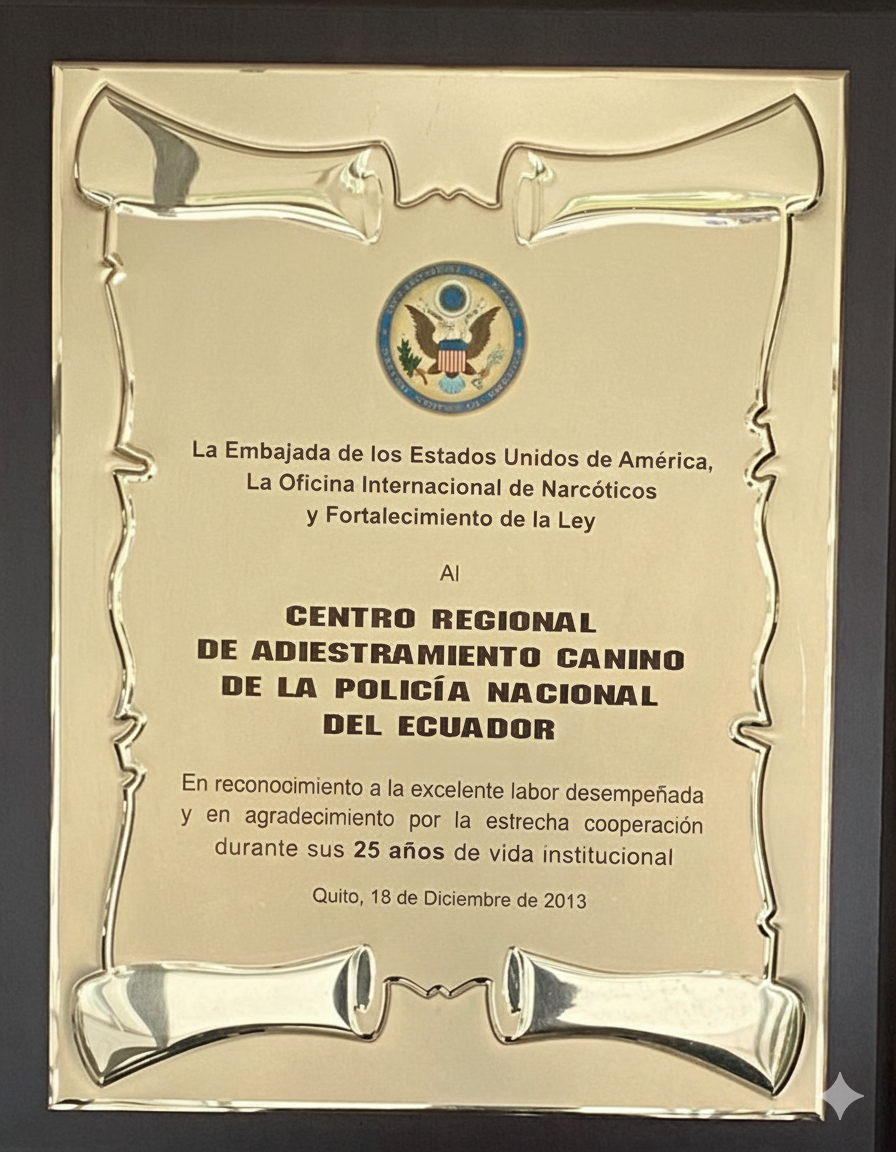 La Embajada de los Estados Unidos de América,
La Oficina Internacional de Narcóticos
y Fortalecimiento de la Ley
Al
CENTRO REGIONAL
DE ADIESTRAMIENTO CANINO
DE LA POLICÍA NACIONAL
DEL ECUADOR
En reconocimiento a la excelente labor desempeñada
y en agradecimiento por la estrecha cooperación
durante sus 25 años de vida institucional
Quito, 18 de Diciembre de 2013